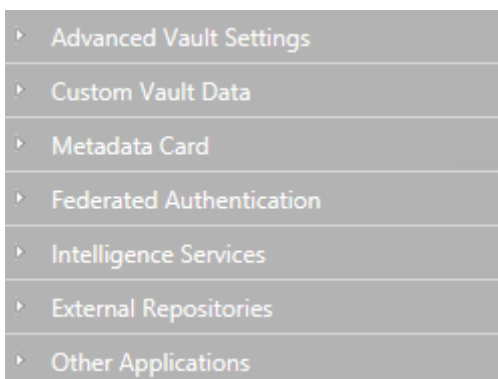 Advanced Vault Settings
Custom Vault Data
Metadata Card
Federated Authentication
Intelligence Services
External Repositories
Other Applications